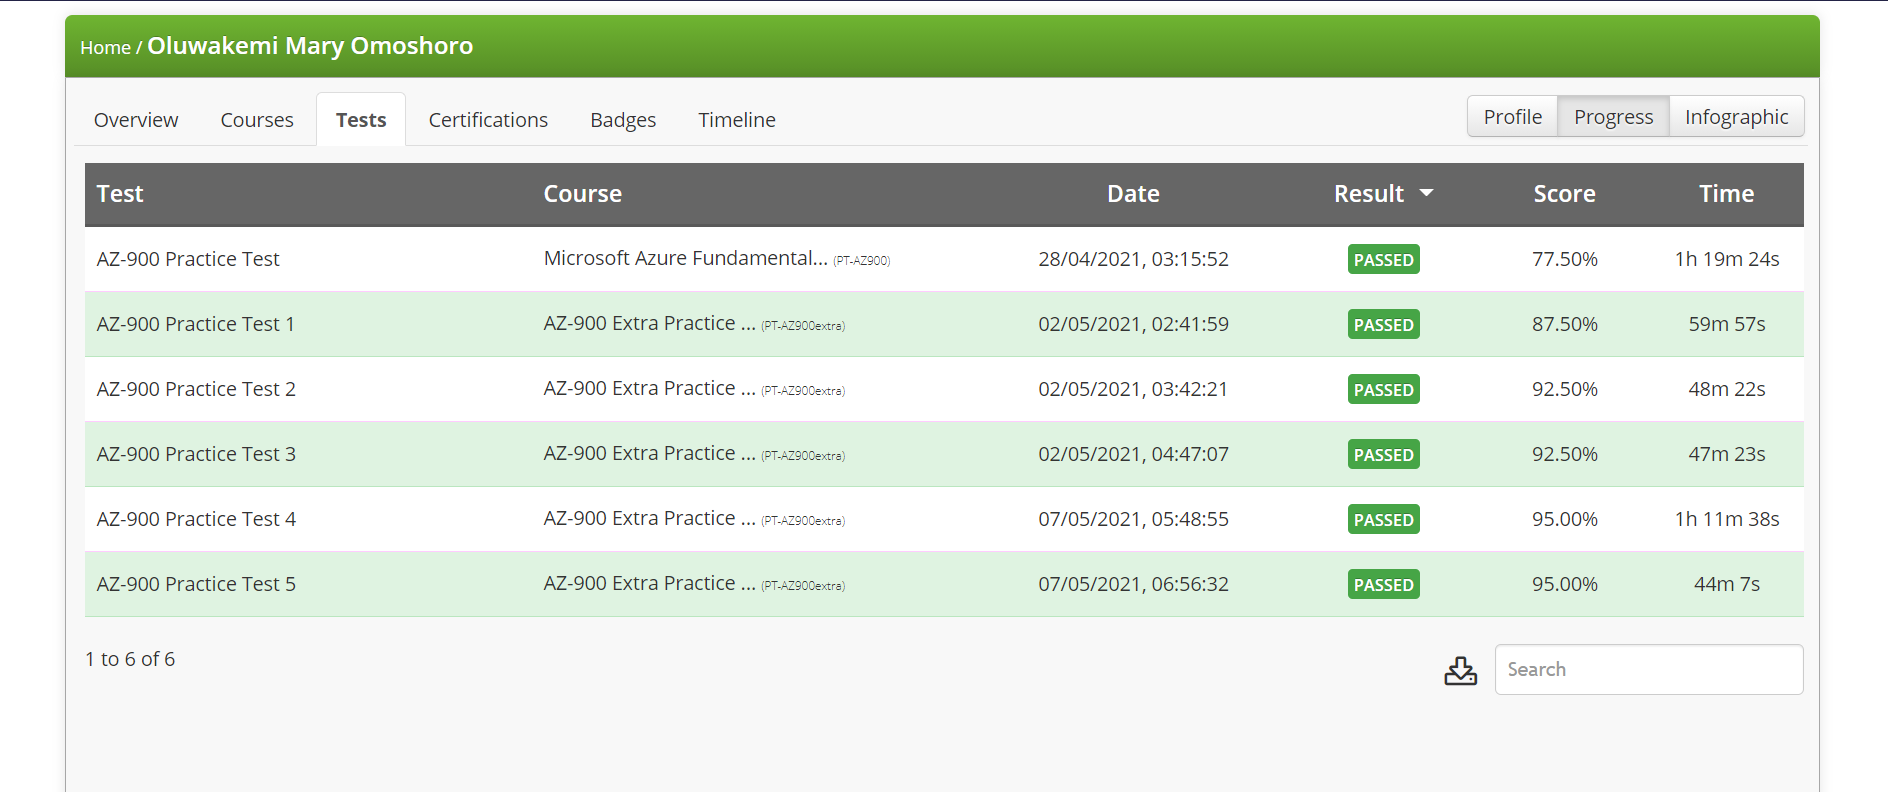 Home / Oluwakemi Mary Omoshoro
Overview Courses Tests Certifications Badges Timeline Profile Progress Infographic
Test Course Date Result Score Time
AZ-900 Practice Test Microsoft Azure Fundamental... (PT-AZ900) 28/04/2021, 03:15:52 PASSED 77.50% 1h 19m 24s
AZ-900 Practice Test 1 AZ-900 Extra Practice ... (PT-AZ900extra) 02/05/2021, 02:41:59 PASSED 87.50% 59m 57s
AZ-900 Practice Test 2 AZ-900 Extra Practice ... (PT-AZ900extra) 02/05/2021, 03:42:21 PASSED 92.50% 48m 22s
AZ-900 Practice Test 3 AZ-900 Extra Practice ... (PT-AZ900extra) 02/05/2021, 04:47:07 PASSED 92.50% 47m 23s
AZ-900 Practice Test 4 AZ-900 Extra Practice ... (PT-AZ900extra) 07/05/2021, 05:48:55 PASSED 95.00% 1h 11m 38s
AZ-900 Practice Test 5 AZ-900 Extra Practice ... (PT-AZ900extra) 07/05/2021, 06:56:32 PASSED 95.00% 44m 7s
1 to 6 of 6 Search